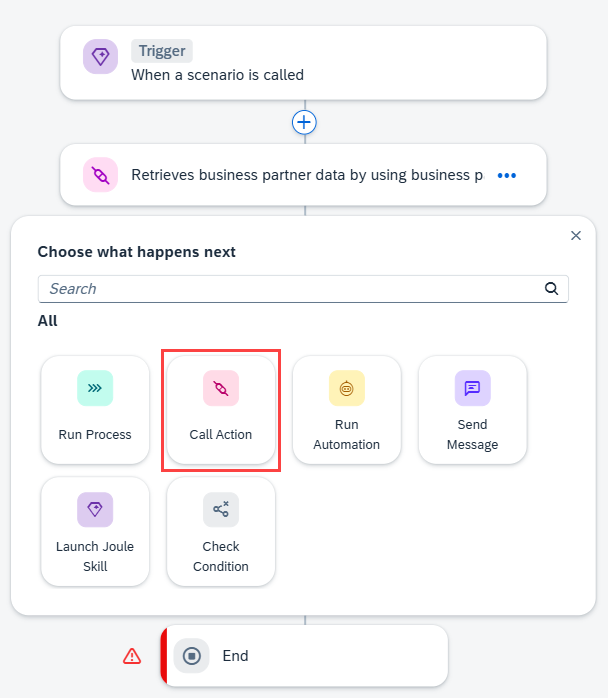 Trigger
When a scenario is called
Retrieves business partner data by using business p
Choose what happens next
Search
All
Run Process
Call Action
Run
Automation
Send
Message
Launch Joule
Skill
Check
Condition
End